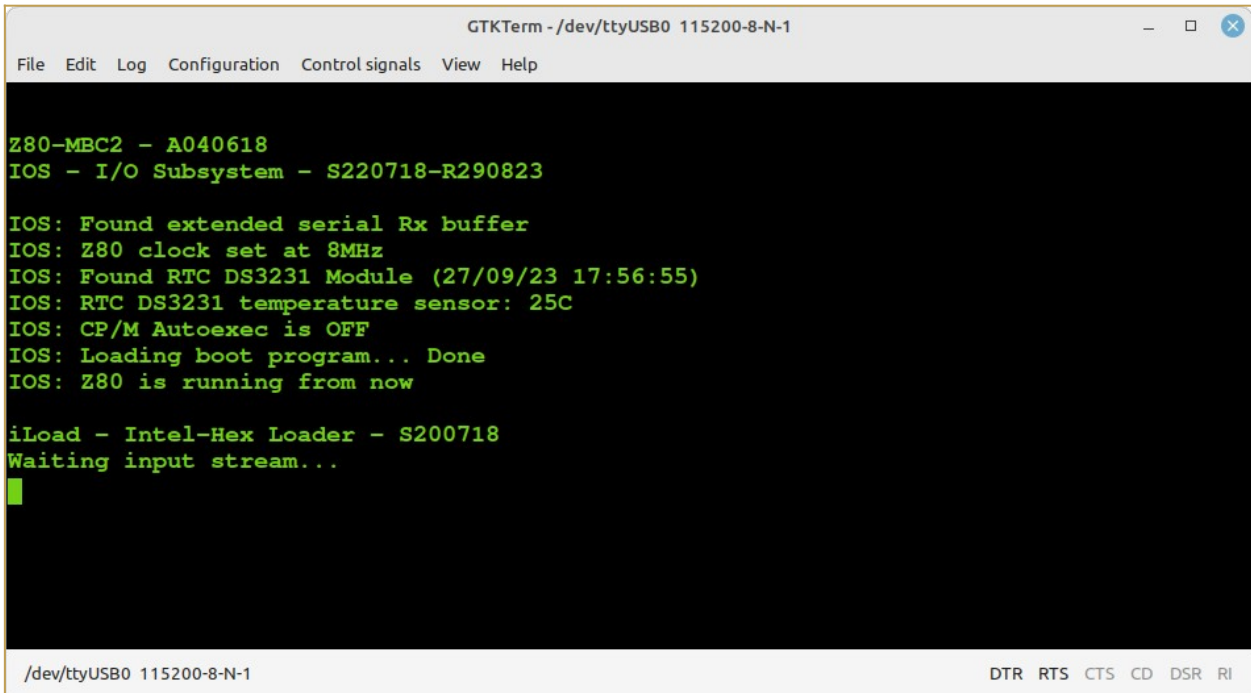 GTKTerm - /dev/ttyUSB0 115200-8-N-1
File Edit Log Configuration Control signals View Help
Z80-MBC2 - A040618
IOS - I/O Subsystem - S220718-R290823
IOS: Found extended serial Rx buffer
IOS: Z80 clock set at 8MHz
IOS: Found RTC DS3231 Module (27/09/23 17:56:55)
IOS: RTC DS3231 temperature sensor: 25C
IOS: CP/M Autoexec is OFF
IOS: Loading boot program... Done
IOS: Z80 is running from now
iLoad - Intel-Hex Loader - S200718
Waiting input stream...
/dev/ttyUSB0 115200-8-N-1 DTR RTS CTS CD DSR RI